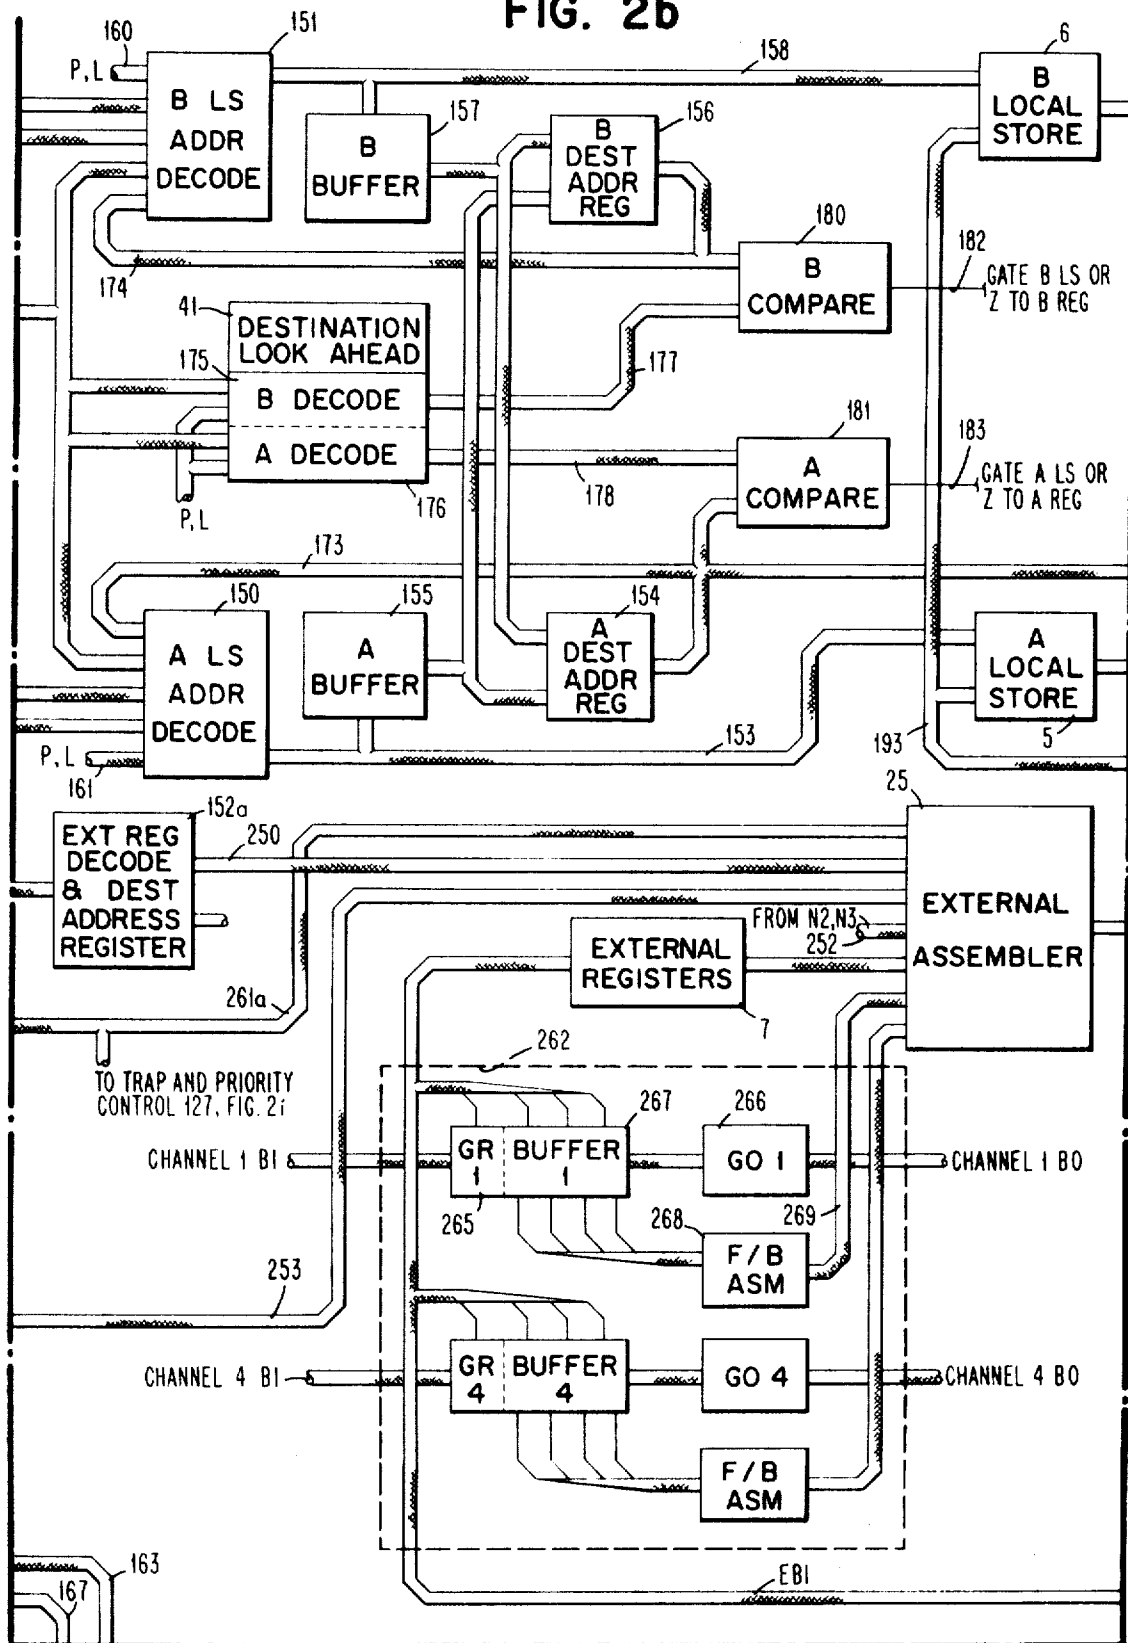 FIG. 2b
160
151
P,L
B LS
ADDR
DECODE
158
6
B
LOCAL
STORE
157
B
BUFFER
156
B
DEST
ADDR
REG
174
180
B
COMPARE
182
GATE B LS OR
Z TO B REG
41
DESTINATION
LOOK AHEAD
175
B DECODE
A DECODE
176
P,L
177
178
181
A
COMPARE
183
GATE A LS OR
Z TO A REG
173
150
A LS
ADDR
DECODE
155
A
BUFFER
154
A
DEST
ADDR
REG
A
LOCAL
STORE
5
P,L
161
153
193
152a
EXT REG
DECODE
& DEST
ADDRESS
REGISTER
250
25
EXTERNAL
ASSEMBLER
FROM N2,N3
252
EXTERNAL
REGISTERS
7
261a
TO TRAP AND PRIORITY
CONTROL 127, FIG. 2i
262
267
266
CHANNEL 1 BI
GR
1
BUFFER
1
GO 1
CHANNEL 1 BO
265
268
269
F/B
ASM
253
CHANNEL 4 BI
GR
4
BUFFER
4
GO 4
CHANNEL 4 BO
F/B
ASM
163
167
EBI